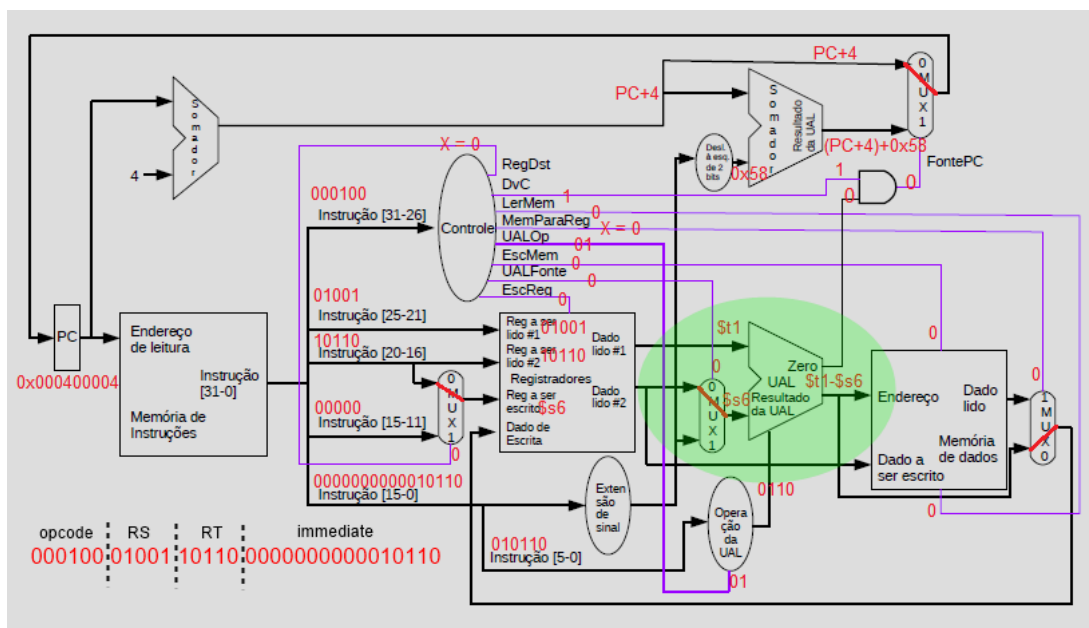 PC+4
0
M
U
X
1
Somador
PC+4
Somador
Resultado da UAL
4
X = 0
RegDst
Desl.
à esq.
de 2
bits
0x58
(PC+4)+0x58
FontePC
000100
Instrução [31-26]
Controle
DvC
1
1
LerMem
0
0
0
MemParaReg
X = 0
UALOp
01
EscMem
0
UALFonte
0
EscReg
0
01001
Instrução [25-21]
Reg a ser
lido #1
01001
Dado
lido #1
$t1
0
PC
Endereço
de leitura
10110
Instrução [20-16]
Reg a ser
lido #2
10110
Zero
UAL
$t1-$s6
0x000400004
Instrução
[31-0]
0
M
U
X
1
Registradores
Reg a ser
escrito
$s6
Dado
lido #2
0
0
M
U
X
1
$s6
Resultado
da UAL
Endereço
Dado
lido
0
1
M
U
X
0
Memória de
Instruções
00000
Instrução [15-11]
Dado de
Escrita
Memória
de dados
0
Dado a
ser escrito
0000000000010110
Instrução [15-0]
Exten
são
de
sinal
0110
0
Opera
ção
da
UAL
010110
Instrução [5-0]
01
opcode RS RT immediate
000100 01001 10110 0000000000010110